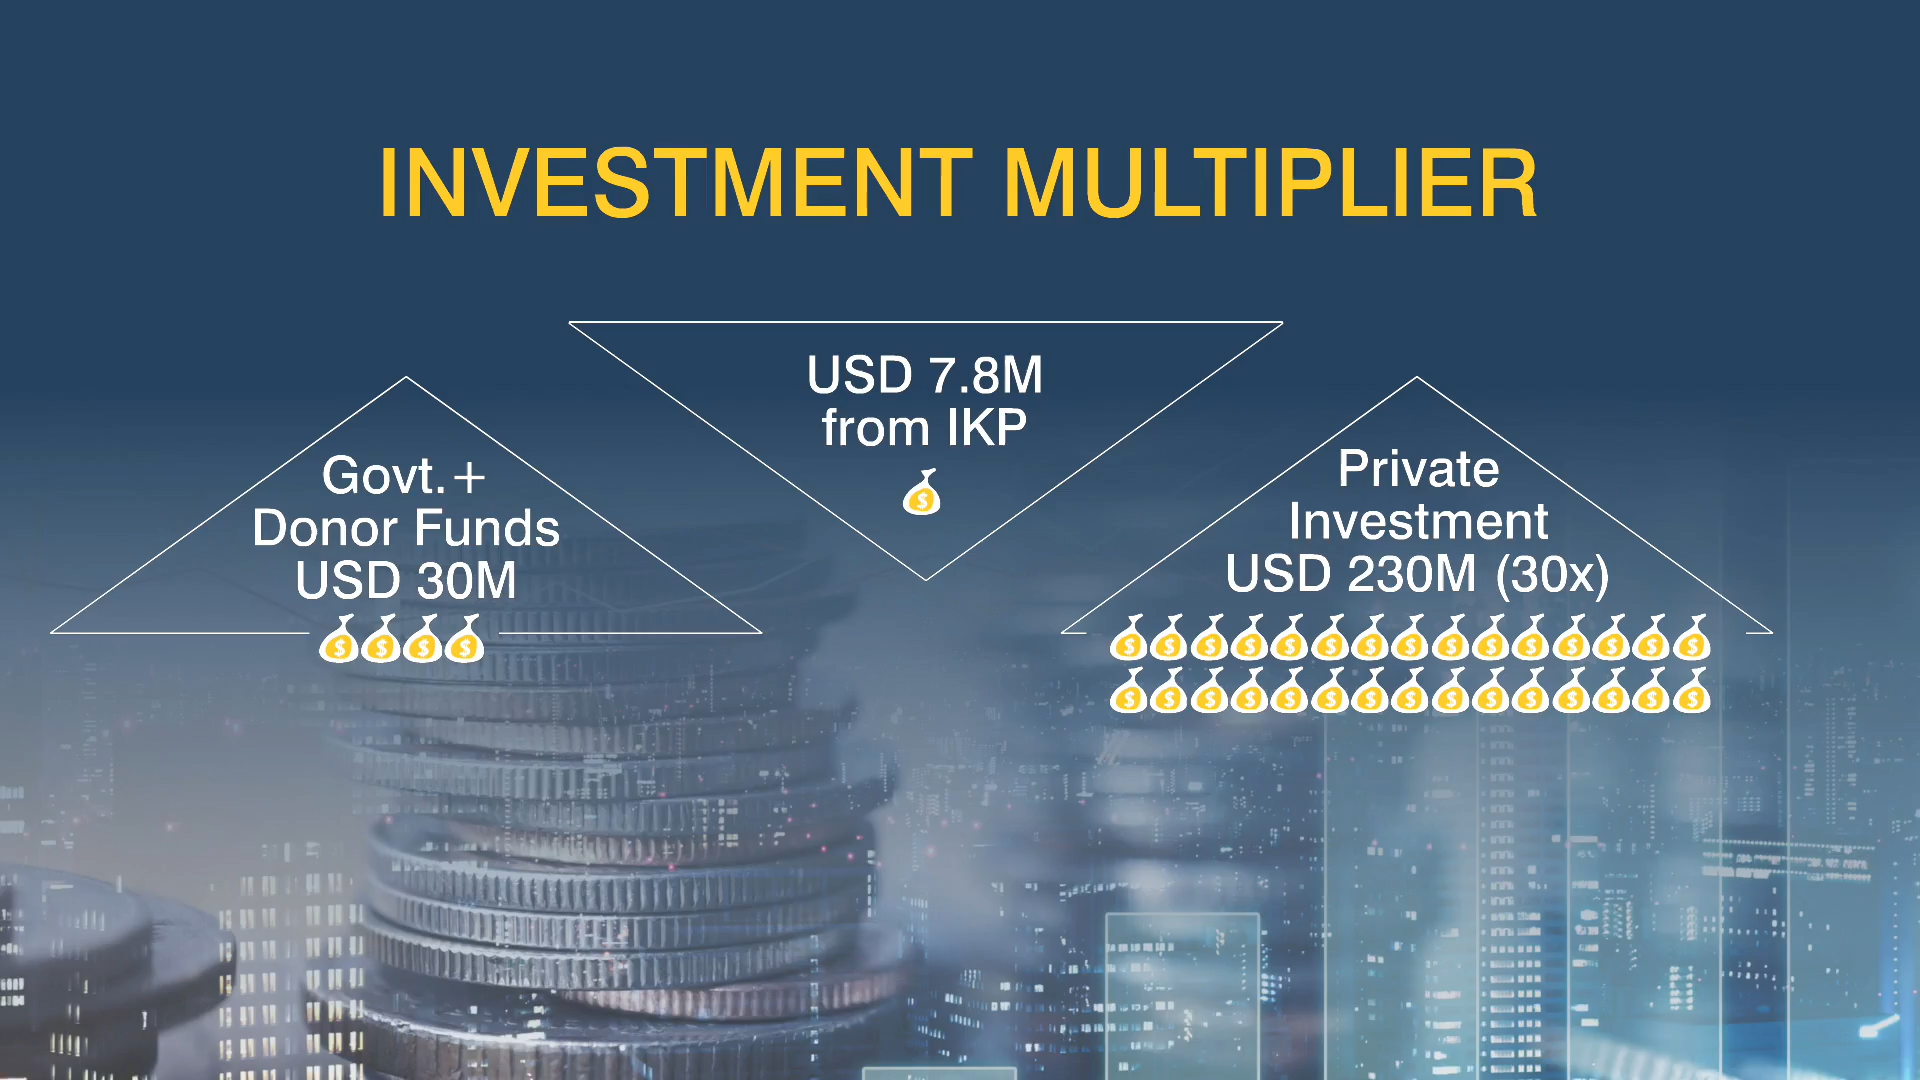 INVESTMENT MULTIPLIER
Govt.+
Donor Funds
USD 30M
USD 7.8M
from IKP
Private
Investment
USD 230M (30x)